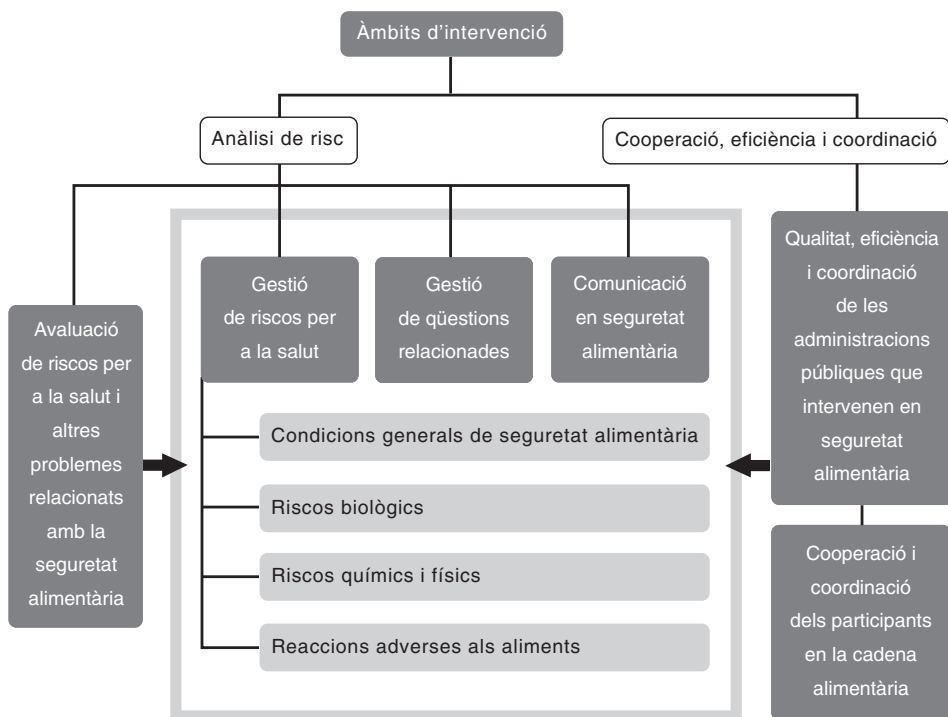 Àmbits d’intervenció
Anàlisi de risc
Cooperació, eficiència i coordinació
Avaluació
de riscos per
a la salut i
altres
problemes
relacionats
amb la
seguretat
alimentària
Gestió
de riscos per
a la salut
Gestió
de qüestions
relacionades
Comunicació
en seguretat
alimentària
Condicions generals de seguretat alimentària
Riscos biològics
Riscos químics i físics
Reaccions adverses als aliments
Qualitat, eficiència
i coordinació
de les
administracions
públiques que
intervenen en
seguretat
alimentària
Cooperació i
coordinació
dels participants
en la cadena
alimentària